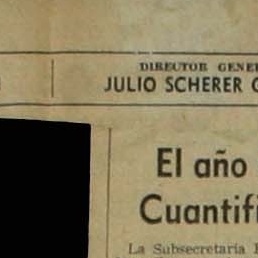 DIRECTOR GENE
JULIO SCHERER G
El año
Cuantifi
La Subsecretaría